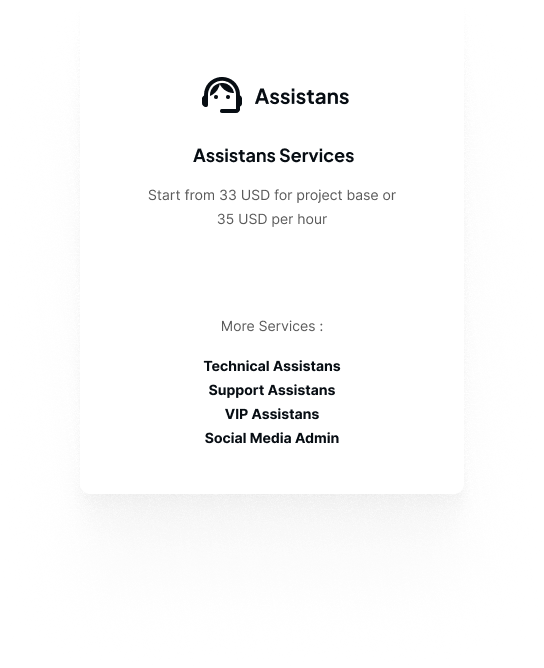 Assistans
Assistans Services
Start from 33 USD for project base or
35 USD per hour
More Services :
Technical Assistans
Support Assistans
VIP Assistans
Social Media Admin